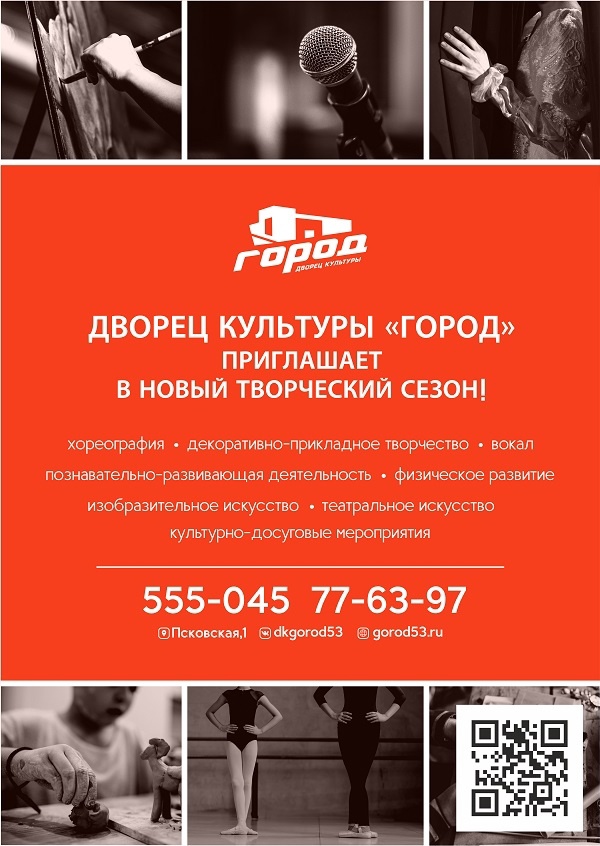 город
ДВОРЕЦ КУЛЬТУРЫ
ДВОРЕЦ КУЛЬТУРЫ «ГОРОД»
ПРИГЛАШАЕТ
В НОВЫЙ ТВОРЧЕСКИЙ СЕЗОН!
хореография • декоративно-прикладное творчество • вокал
познавательно-развивающая деятельность • физическое развитие
изобразительное искусство • театральное искусство
культурно-досуговые мероприятия
555-045 77-63-97
Псковская,1 dkgorod53 gorod53.ru